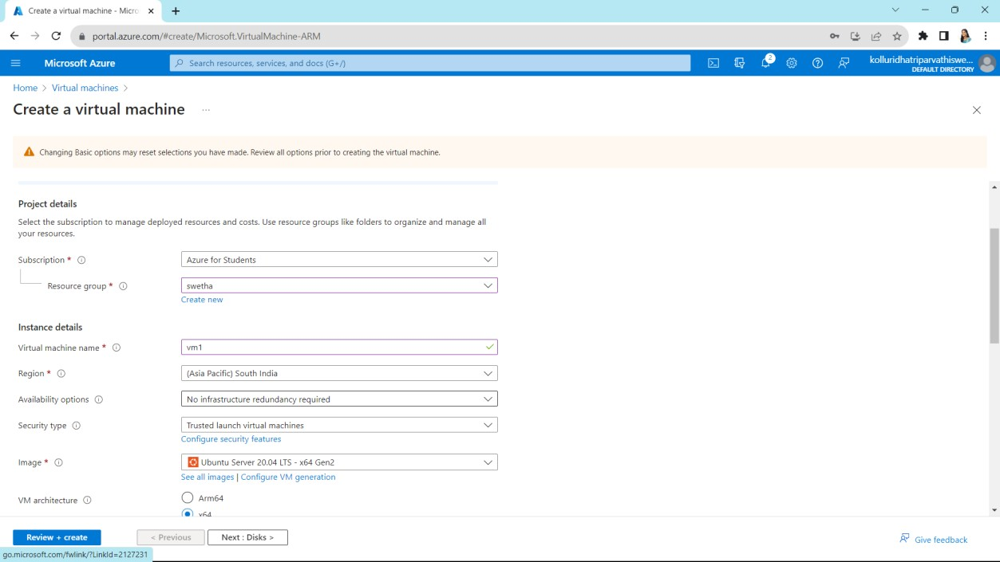 Create a virtual machine - Micro
portal.azure.com/#create/Microsoft.VirtualMachine-ARM
Microsoft Azure
Search resources, services, and docs (G+/)
2
kolluridhatriparvathiswe...
DEFAULT DIRECTORY
Home > Virtual machines >
Create a virtual machine ...
Changing Basic options may reset selections you have made. Review all options prior to creating the virtual machine.
Project details
Select the subscription to manage deployed resources and costs. Use resource groups like folders to organize and manage all
your resources.
Subscription * Azure for Students
Resource group * swetha
Create new
Instance details
Virtual machine name * vm1
Region * (Asia Pacific) South India
Availability options No infrastructure redundancy required
Security type Trusted launch virtual machines
Configure security features
Image * Ubuntu Server 20.04 LTS - x64 Gen2
See all images | Configure VM generation
VM architecture Arm64
x64
Review + create < Previous Next : Disks > Give feedback
go.microsoft.com/fwlink/?LinkId=2127231